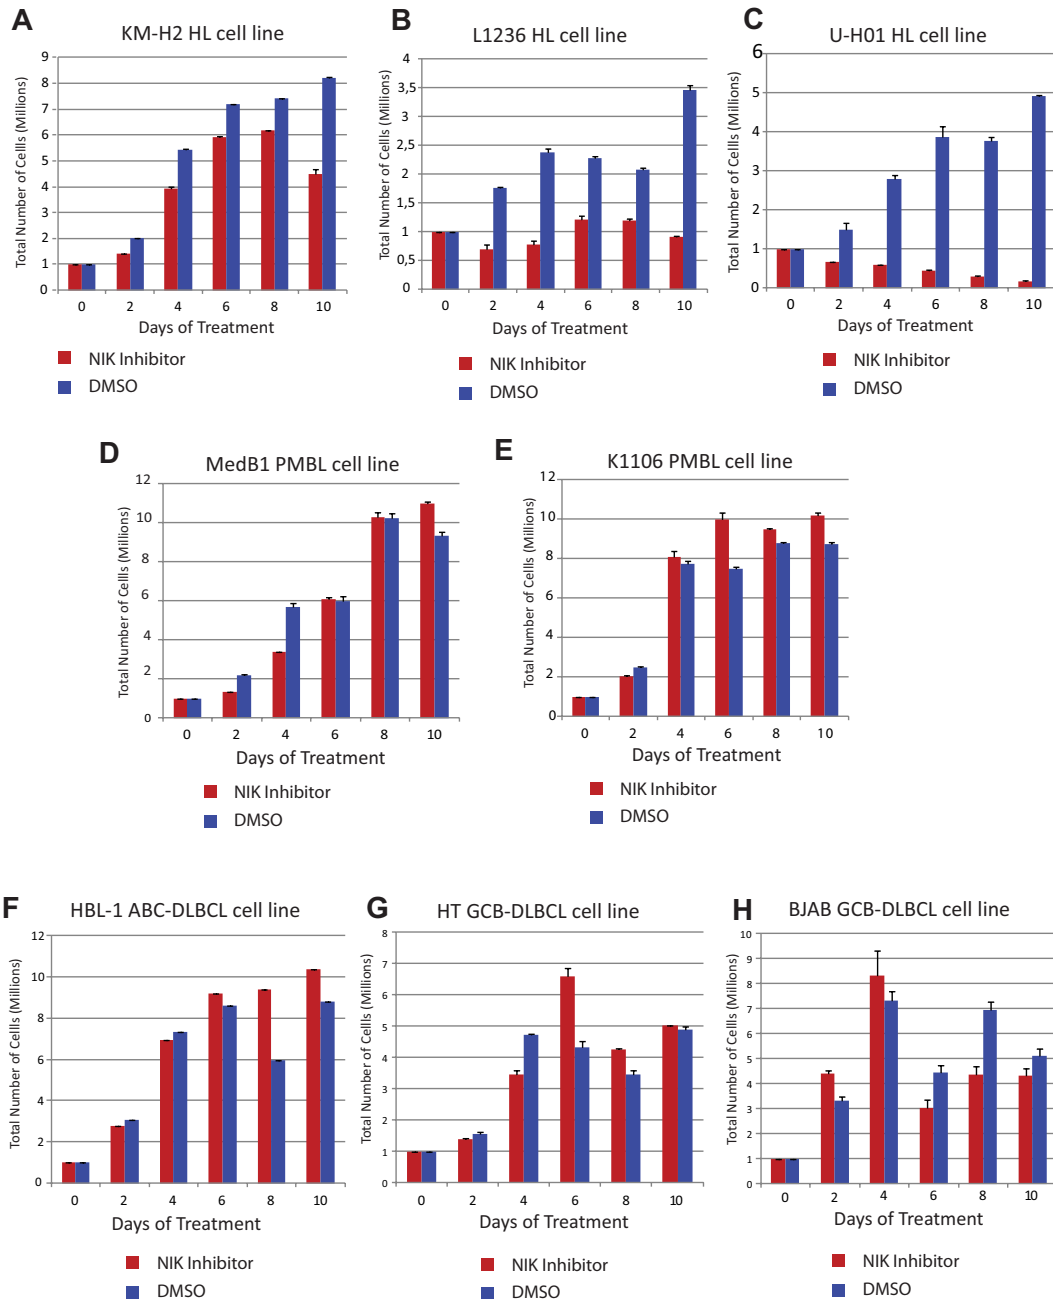 A
KM-H2 HL cell line
Total Number of Cellls (Millions)
9
8
7
6
5
4
3
2
1
0
0 2 4 6 8 10
Days of Treatment
NIK Inhibitor
DMSO
B
L1236 HL cell line
Total Number of Cellls (Millions)
4
3,5
3
2,5
2
1,5
1
0,5
0
0 2 4 6 8 10
Days of Treatment
NIK Inhibitor
DMSO
C
U-H01 HL cell line
Total Number of Cellls (Millions)
6
5
4
3
2
1
0
0 2 4 6 8 10
Days of Treatment
NIK Inhibitor
DMSO
D
MedB1 PMBL cell line
Total Number of Cellls (Millions)
12
10
8
6
4
2
0
0 2 4 6 8 10
Days of Treatment
NIK Inhibitor
DMSO
E
K1106 PMBL cell line
Total Number of Cellls (Millions)
12
10
8
6
4
2
0
0 2 4 6 8 10
Days of Treatment
NIK Inhibitor
DMSO
F
HBL-1 ABC-DLBCL cell line
Total Number of Cellls (Millions)
12
10
8
6
4
2
0
0 2 4 6 8 10
Days of Treatment
NIK Inhibitor
DMSO
G
HT GCB-DLBCL cell line
Total Number of Cellls (Millions)
8
7
6
5
4
3
2
1
0
0 2 4 6 8 10
Days of Treatment
NIK Inhibitor
DMSO
H
BJAB GCB-DLBCL cell line
Total Number of Cellls (Millions)
10
9
8
7
6
5
4
3
2
1
0
0 2 4 6 8 10
Days of Treatment
NIK Inhibitor
DMSO